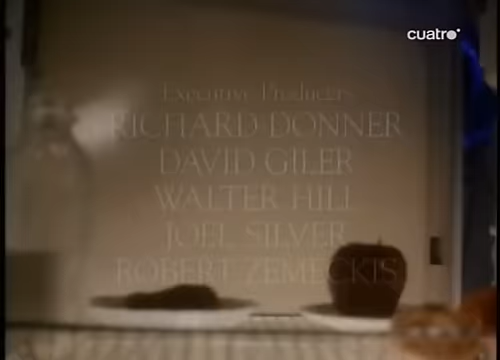 cuatro
Executive Producers
RICHARD DONNER
DAVID GILER
WALTER HILL
JOEL SILVER
ROBERT ZEMECKIS